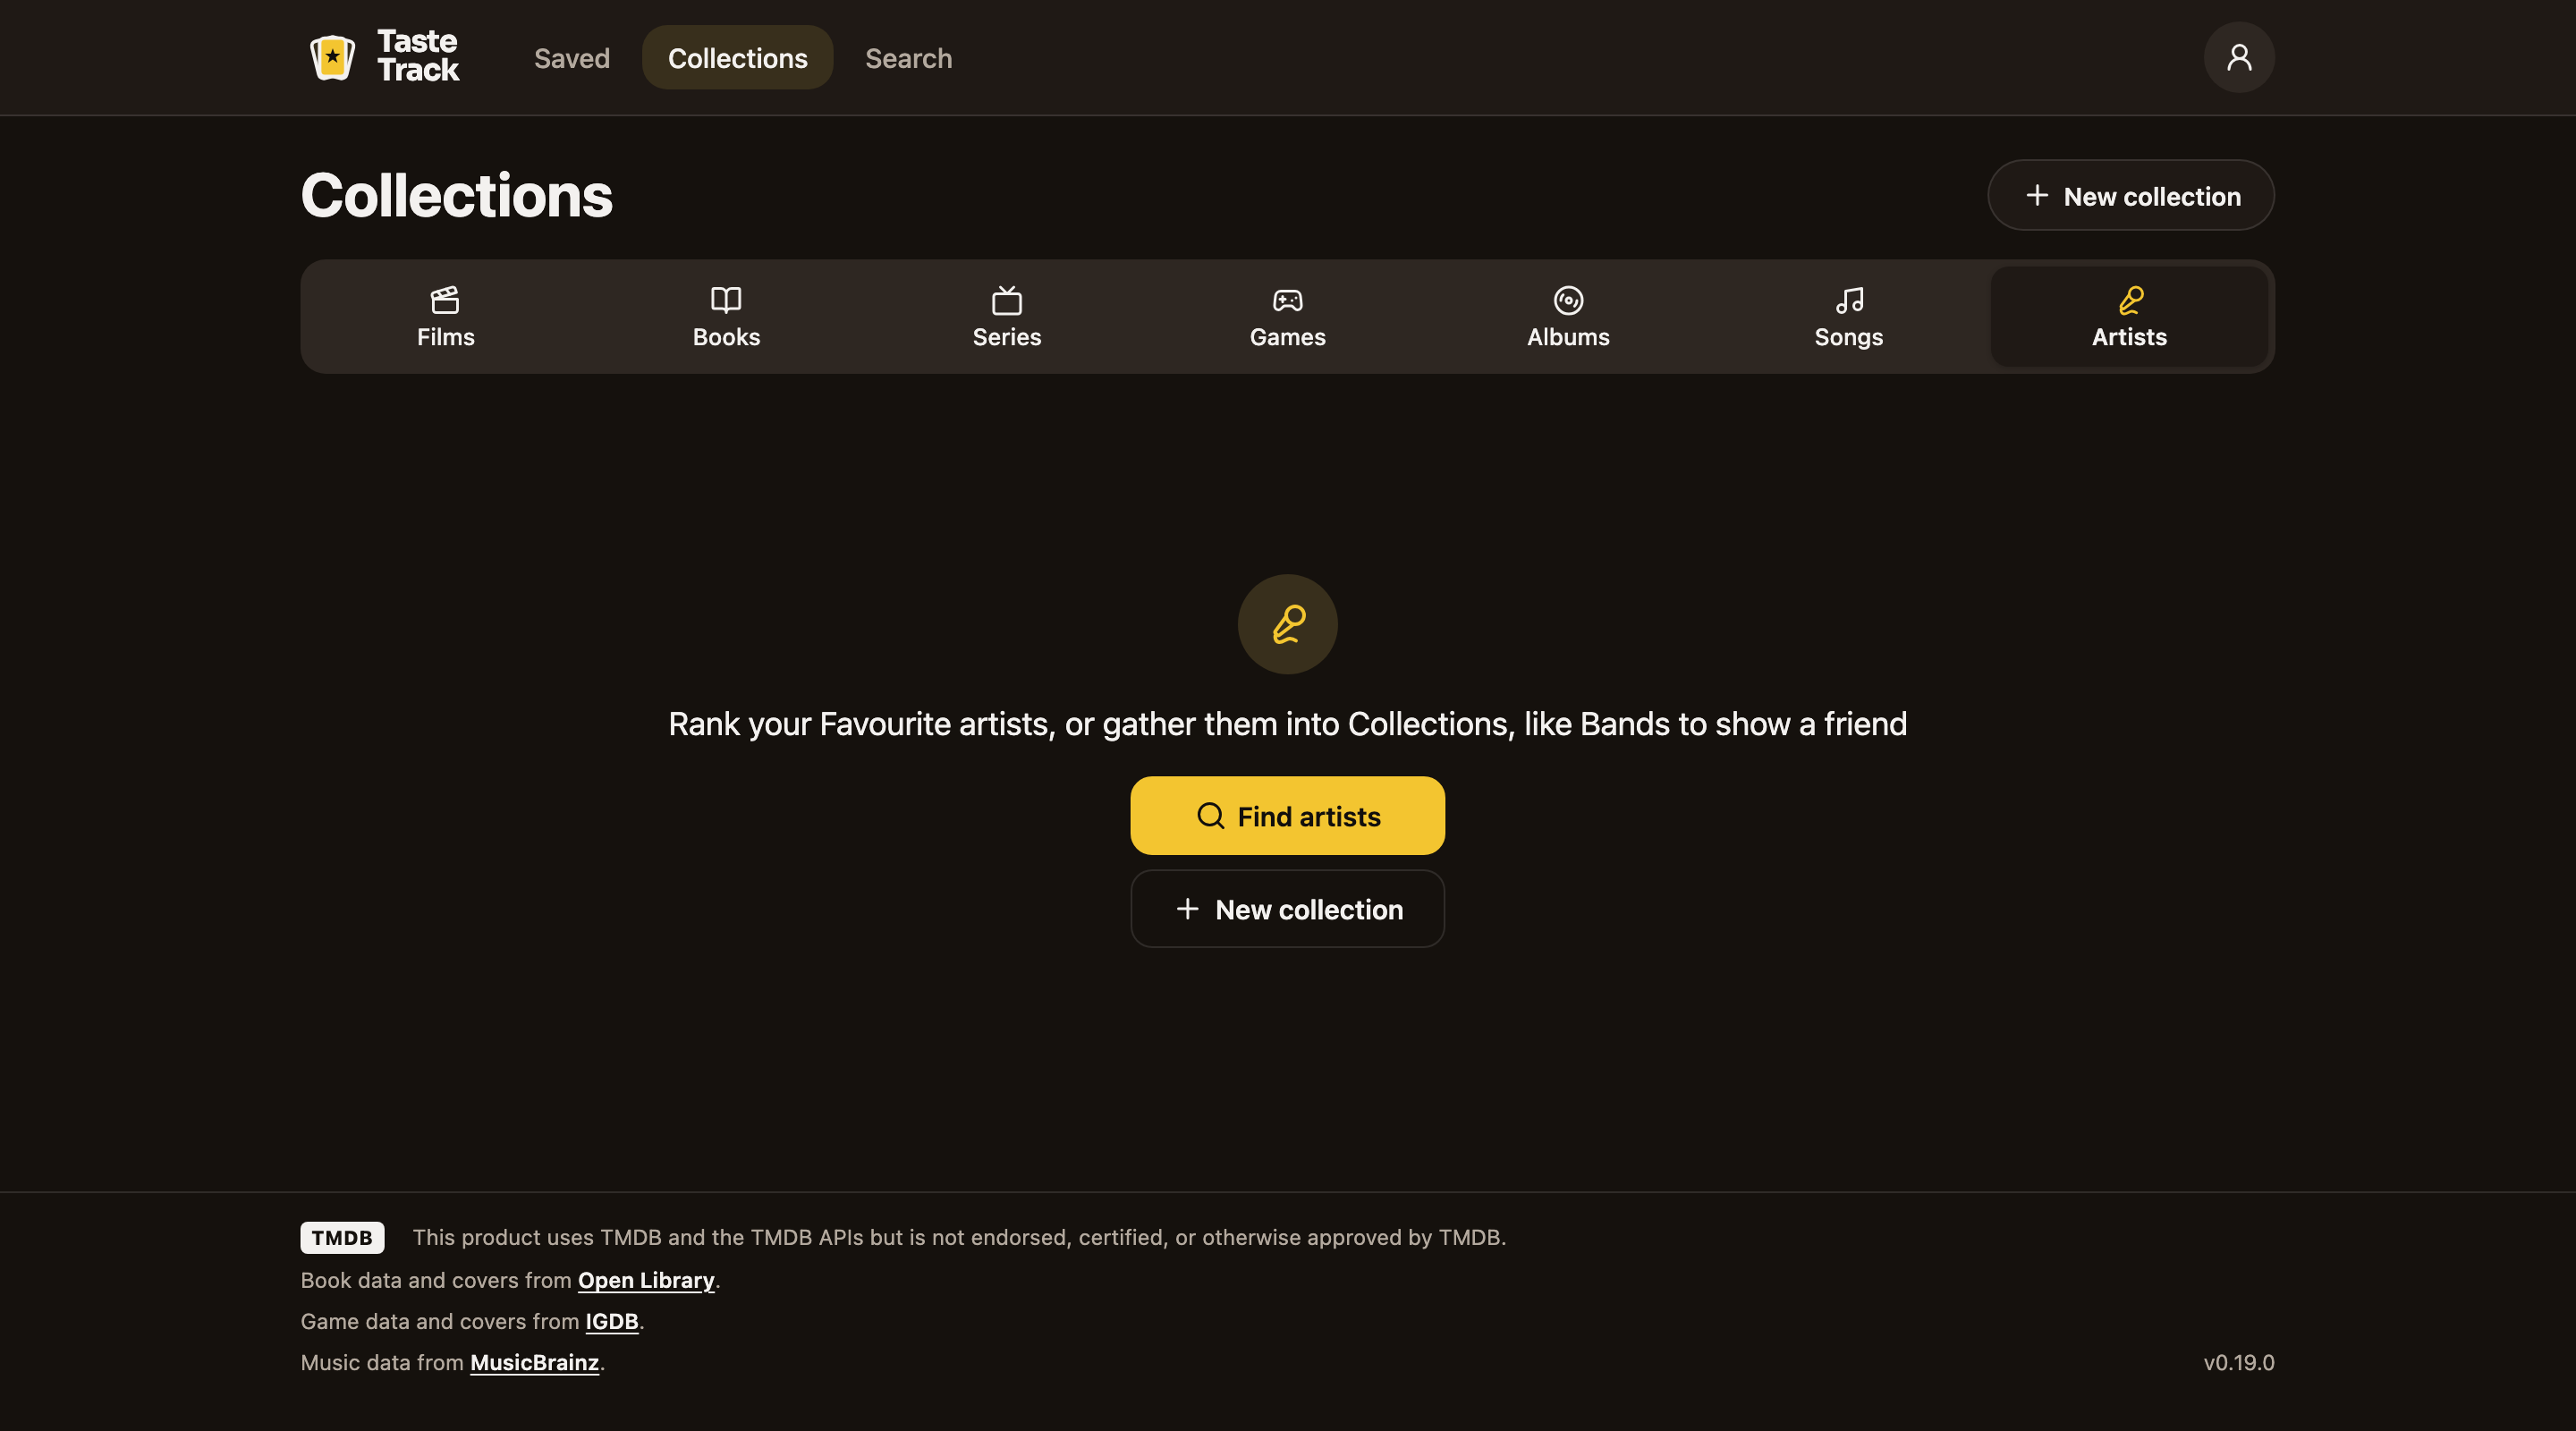 Taste
Track
Saved
Collections
Search
Collections
New collection
Films
Books
Series
Games
Albums
Songs
Artists
Rank your Favourite artists, or gather them into Collections, like Bands to show a friend
Find artists
New collection
TMDB This product uses TMDB and the TMDB APIs but is not endorsed, certified, or otherwise approved by TMDB.
Book data and covers from Open Library.
Game data and covers from IGDB.
Music data from MusicBrainz.
v0.19.0